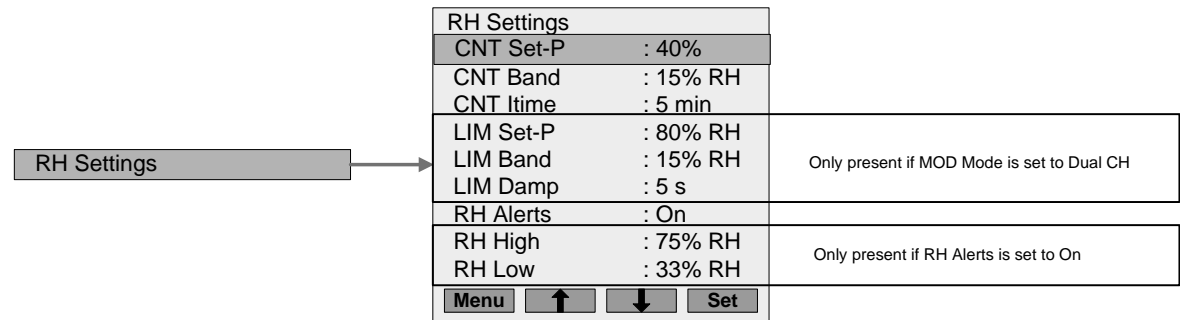 RH Settings
RH Settings
CNT Set-P : 40%
CNT Band : 15% RH
CNT Itime : 5 min
LIM Set-P : 80% RH
LIM Band : 15% RH
LIM Damp : 5 s
Only present if MOD Mode is set to Dual CH
RH Alerts : On
RH High : 75% RH
RH Low : 33% RH
Only present if RH Alerts is set to On
Menu Set